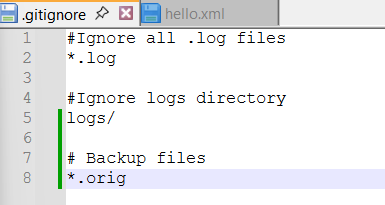 .gitignore hello.xml
1 #Ignore all .log files
2 *.log
3
4 #Ignore logs directory
5 logs/
6
7 # Backup files
8 *.orig